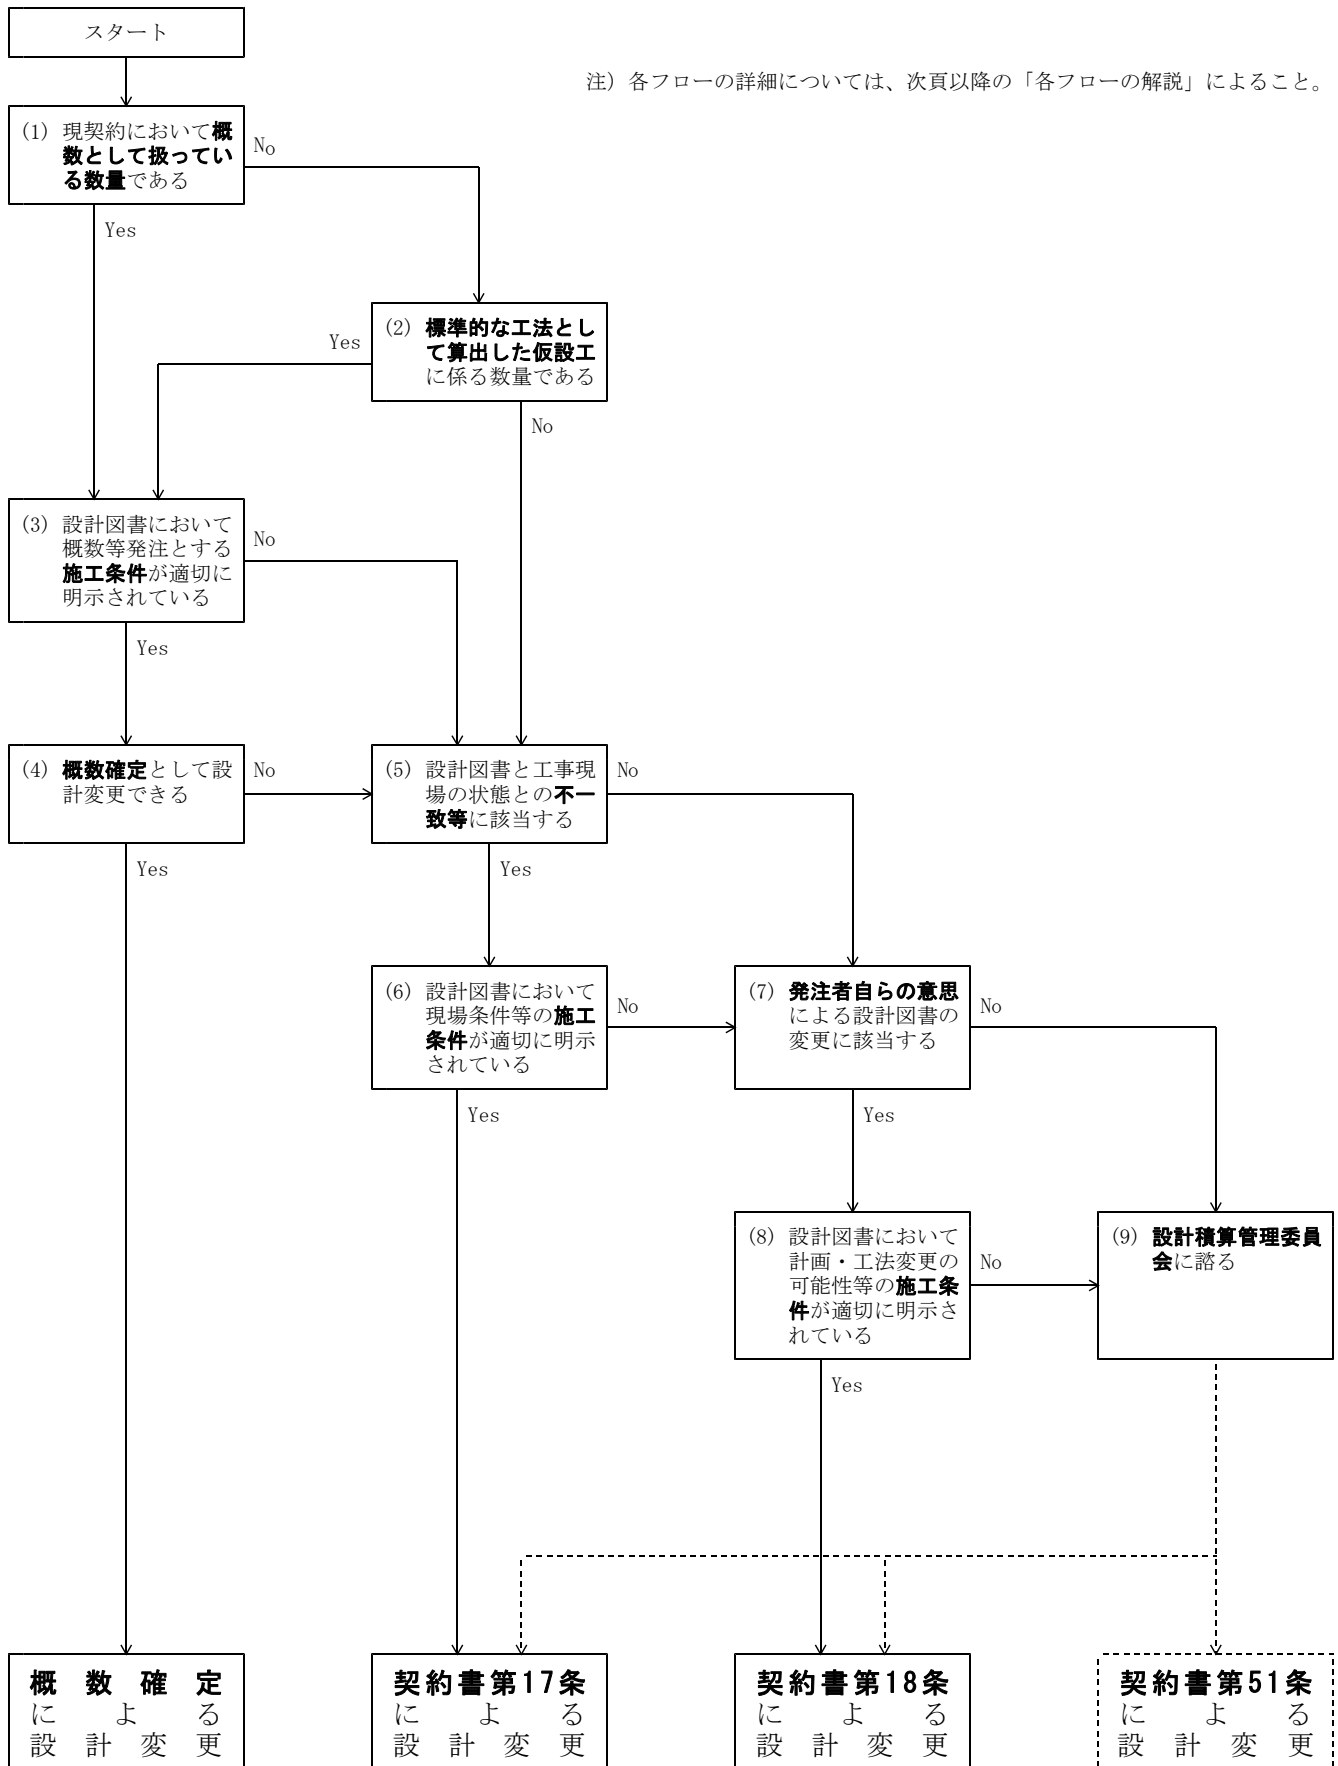 スタート
注）各フローの詳細については、次頁以降の「各フローの解説」によること。
(1) 現契約において概
数として扱ってい
る数量である
No
Yes
(2) 標準的な工法とし
て算出した仮設工
に係る数量である
Yes
No
(3) 設計図書において
概数等発注とする
施工条件が適切に
明示されている
No
Yes
(4) 概数確定として設
計変更できる
No
Yes
(5) 設計図書と工事現
場の状態との不一
致等に該当する
No
Yes
(6) 設計図書において
現場条件等の施工
条件が適切に明示
されている
No
Yes
(7) 発注者自らの意思
による設計図書の
変更に該当する
No
Yes
(8) 設計図書において
計画・工法変更の
可能性等の施工条
件が適切に明示さ
れている
No
Yes
(9) 設計積算管理委員
会に諮る
概数確定
による
設計変更
契約書第17条
による
設計変更
契約書第18条
による
設計変更
契約書第51条
による
設計変更